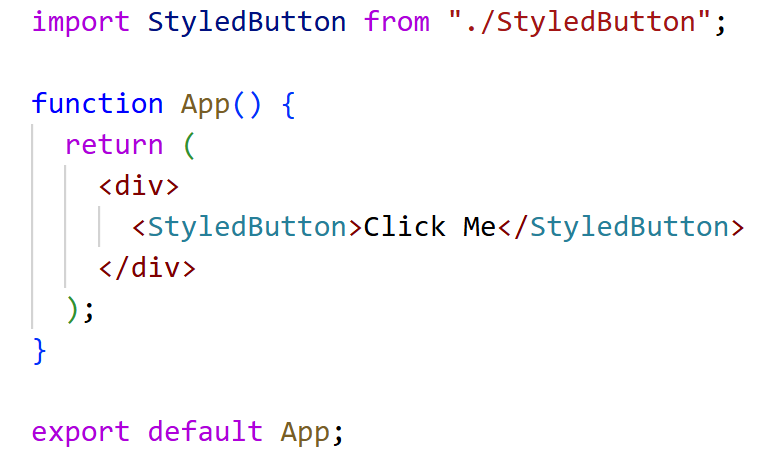 import StyledButton from "./StyledButton";
function App() {
  return (
    <div>
      <StyledButton>Click Me</StyledButton>
    </div>
  );
}
export default App;